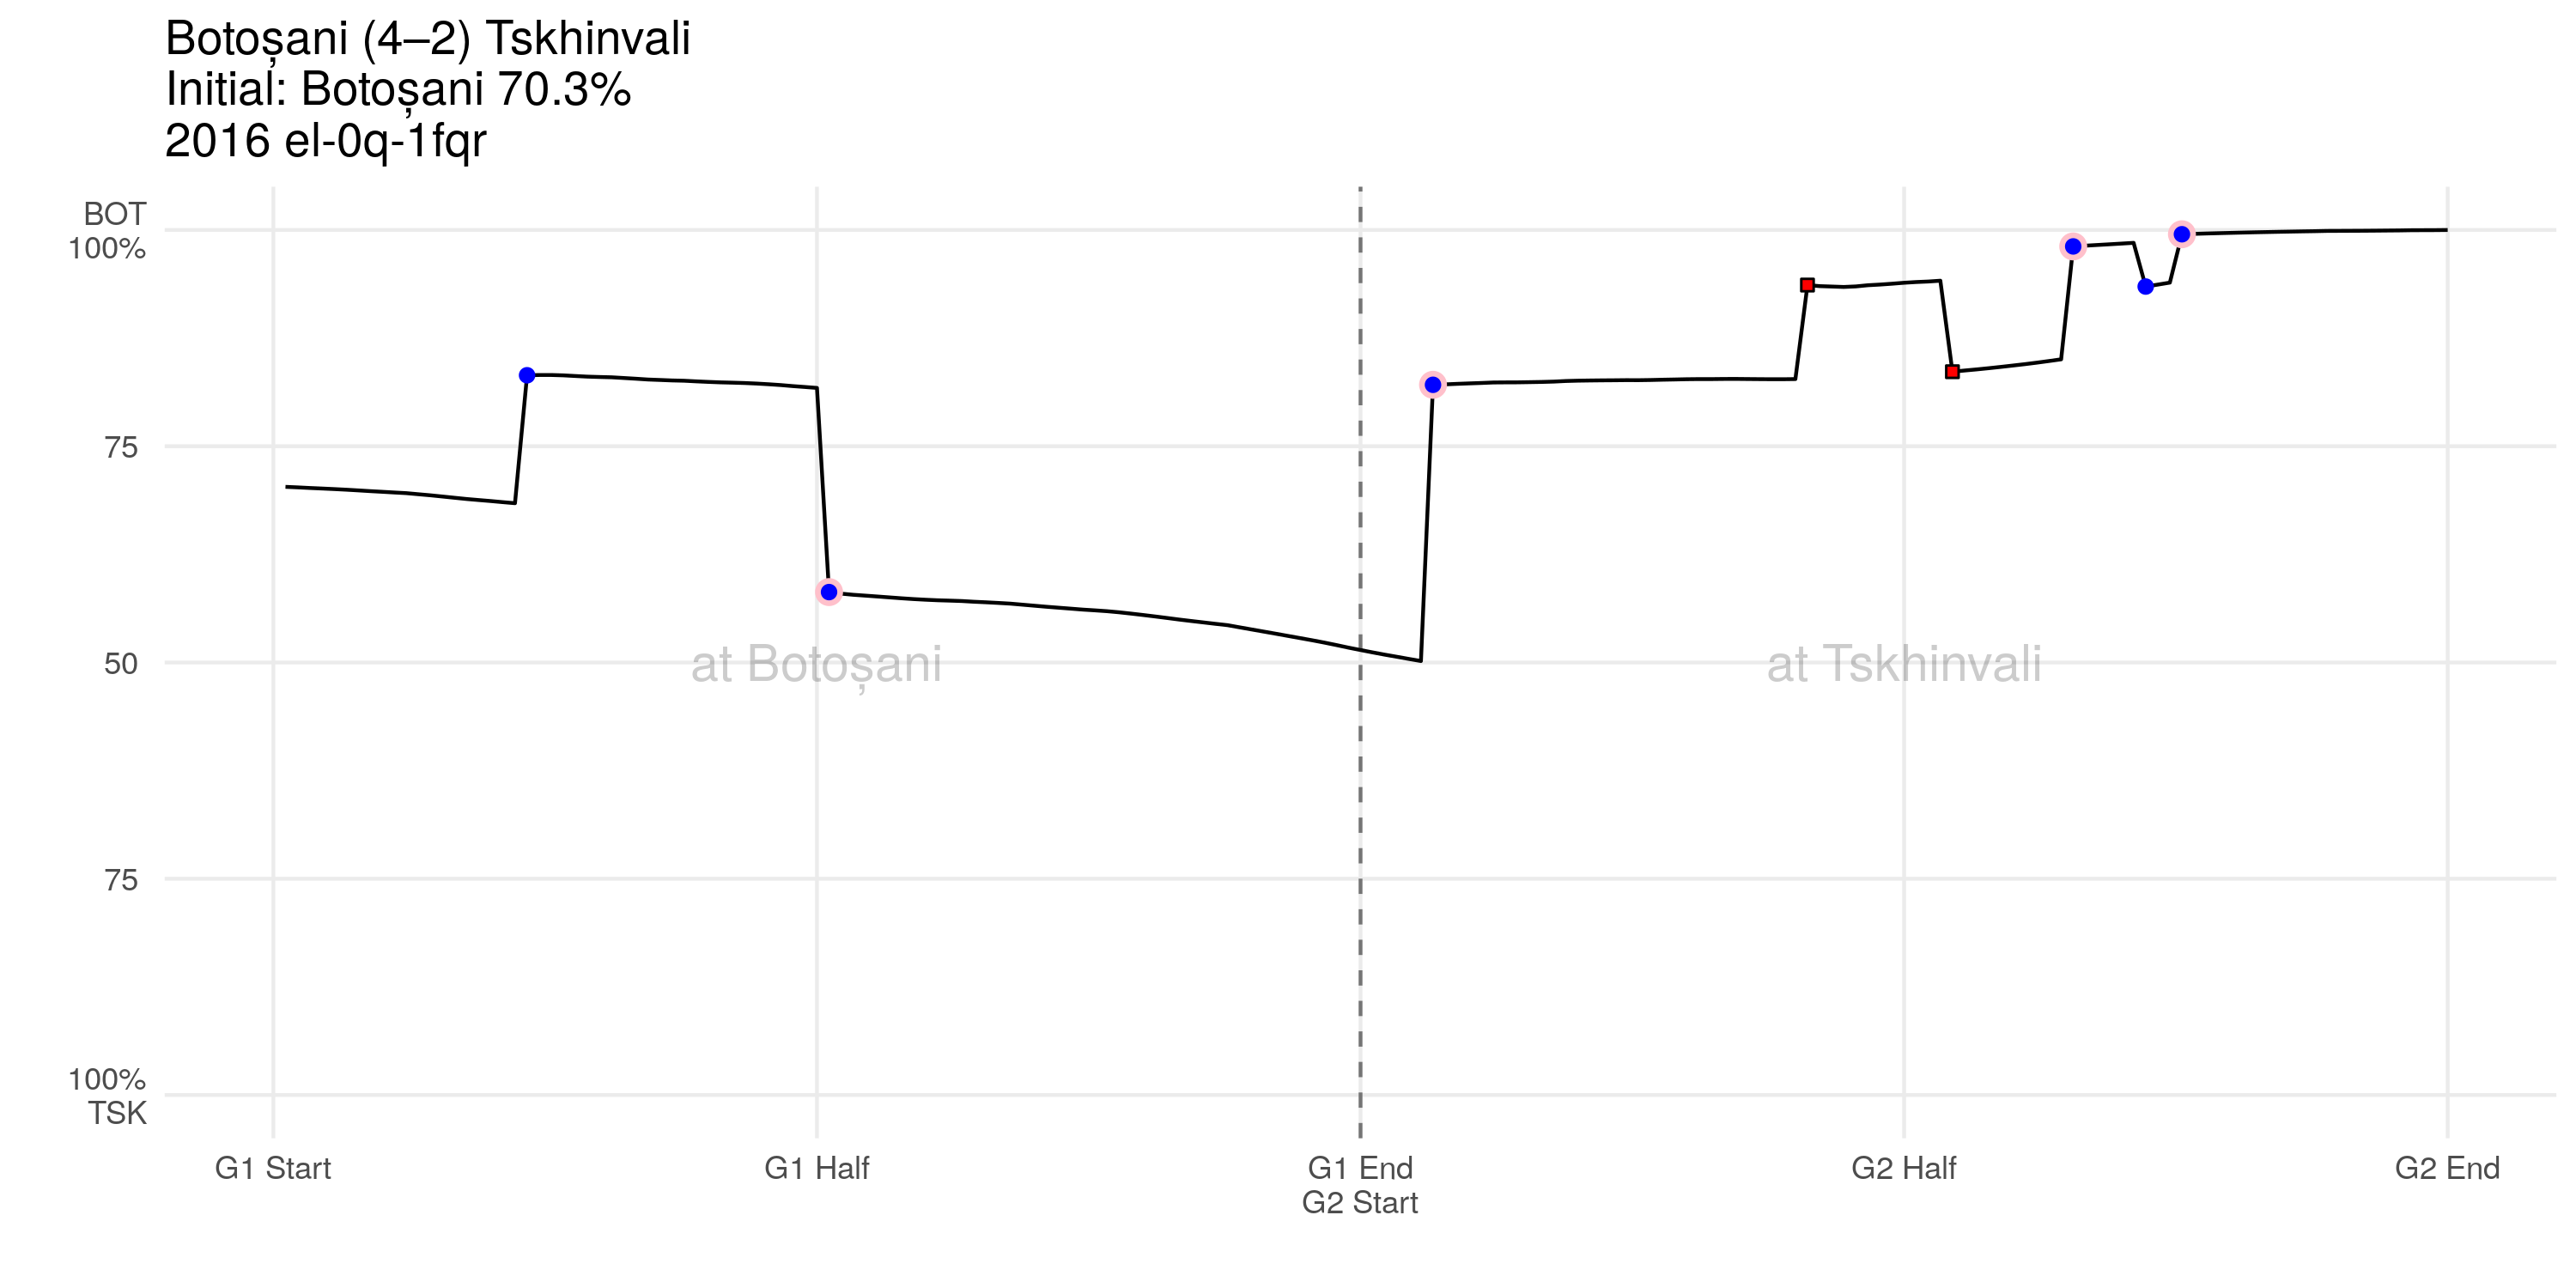 Botoșani (4–2) Tskhinvali
Initial: Botoșani 70.3%
2016 el-0q-1fqr
BOT
100%
75
50
75
100%
TSK
at Botoșani
at Tskhinvali
G1 Start
G1 Half
G1 End
G2 Start
G2 Half
G2 End